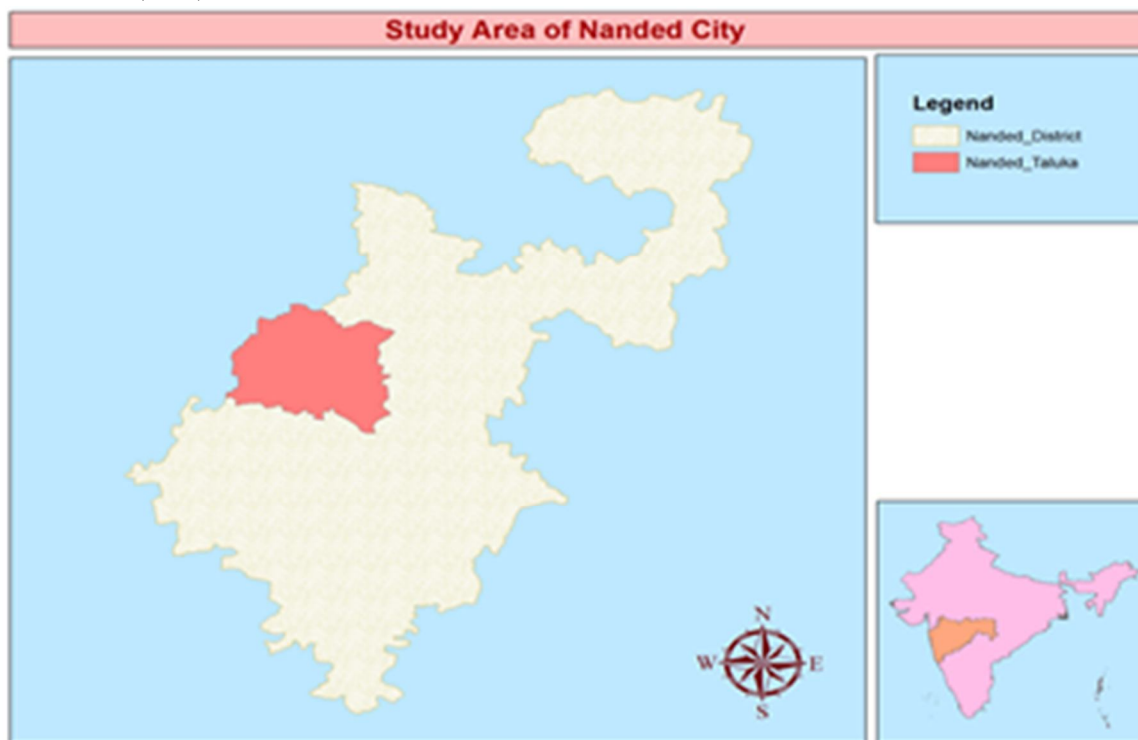 Study Area of Nanded City
Legend
Nanded_District
Nanded_Taluka
N
W E
S